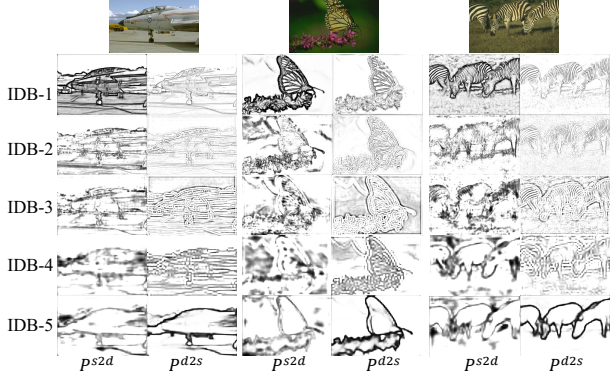 IDB-1
IDB-2
IDB-3
IDB-4
IDB-5
P^{s2d} P^{d2s} P^{s2d} P^{d2s} P^{s2d} P^{d2s}